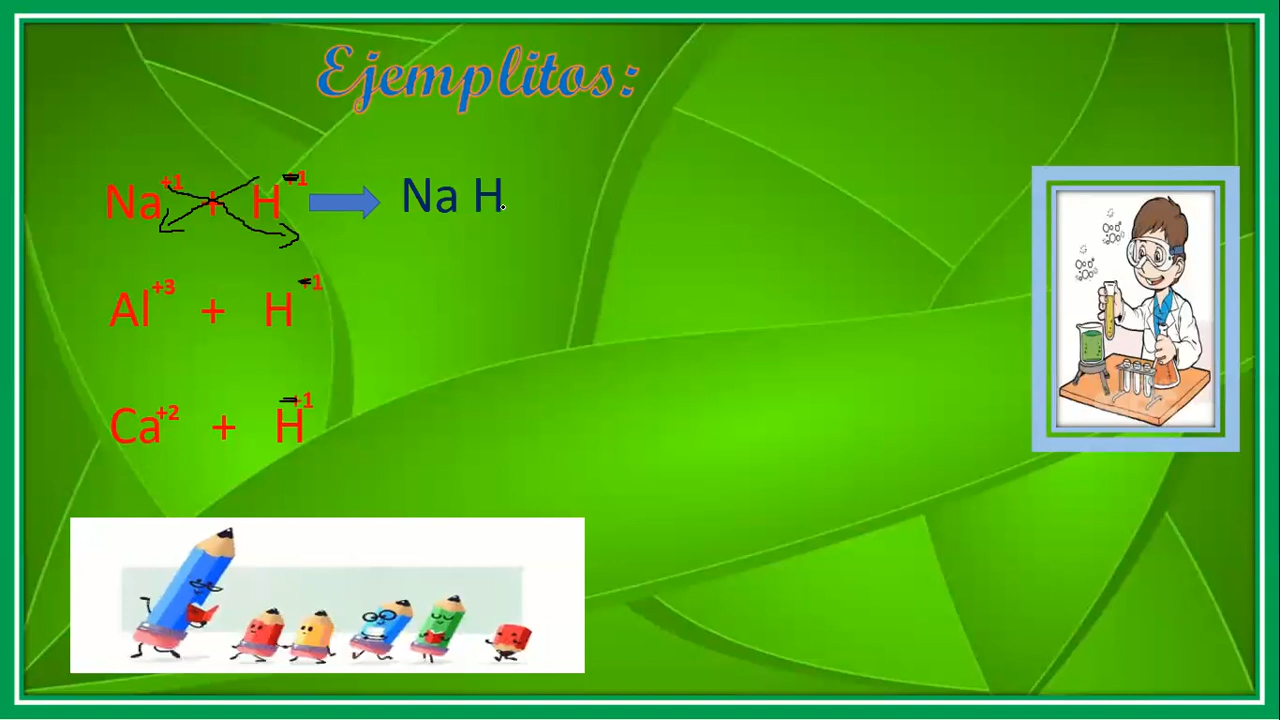 Ejemplitos:
Na+1 + H-1 → Na H
Al+3 + H-1
Ca+2 + H-1